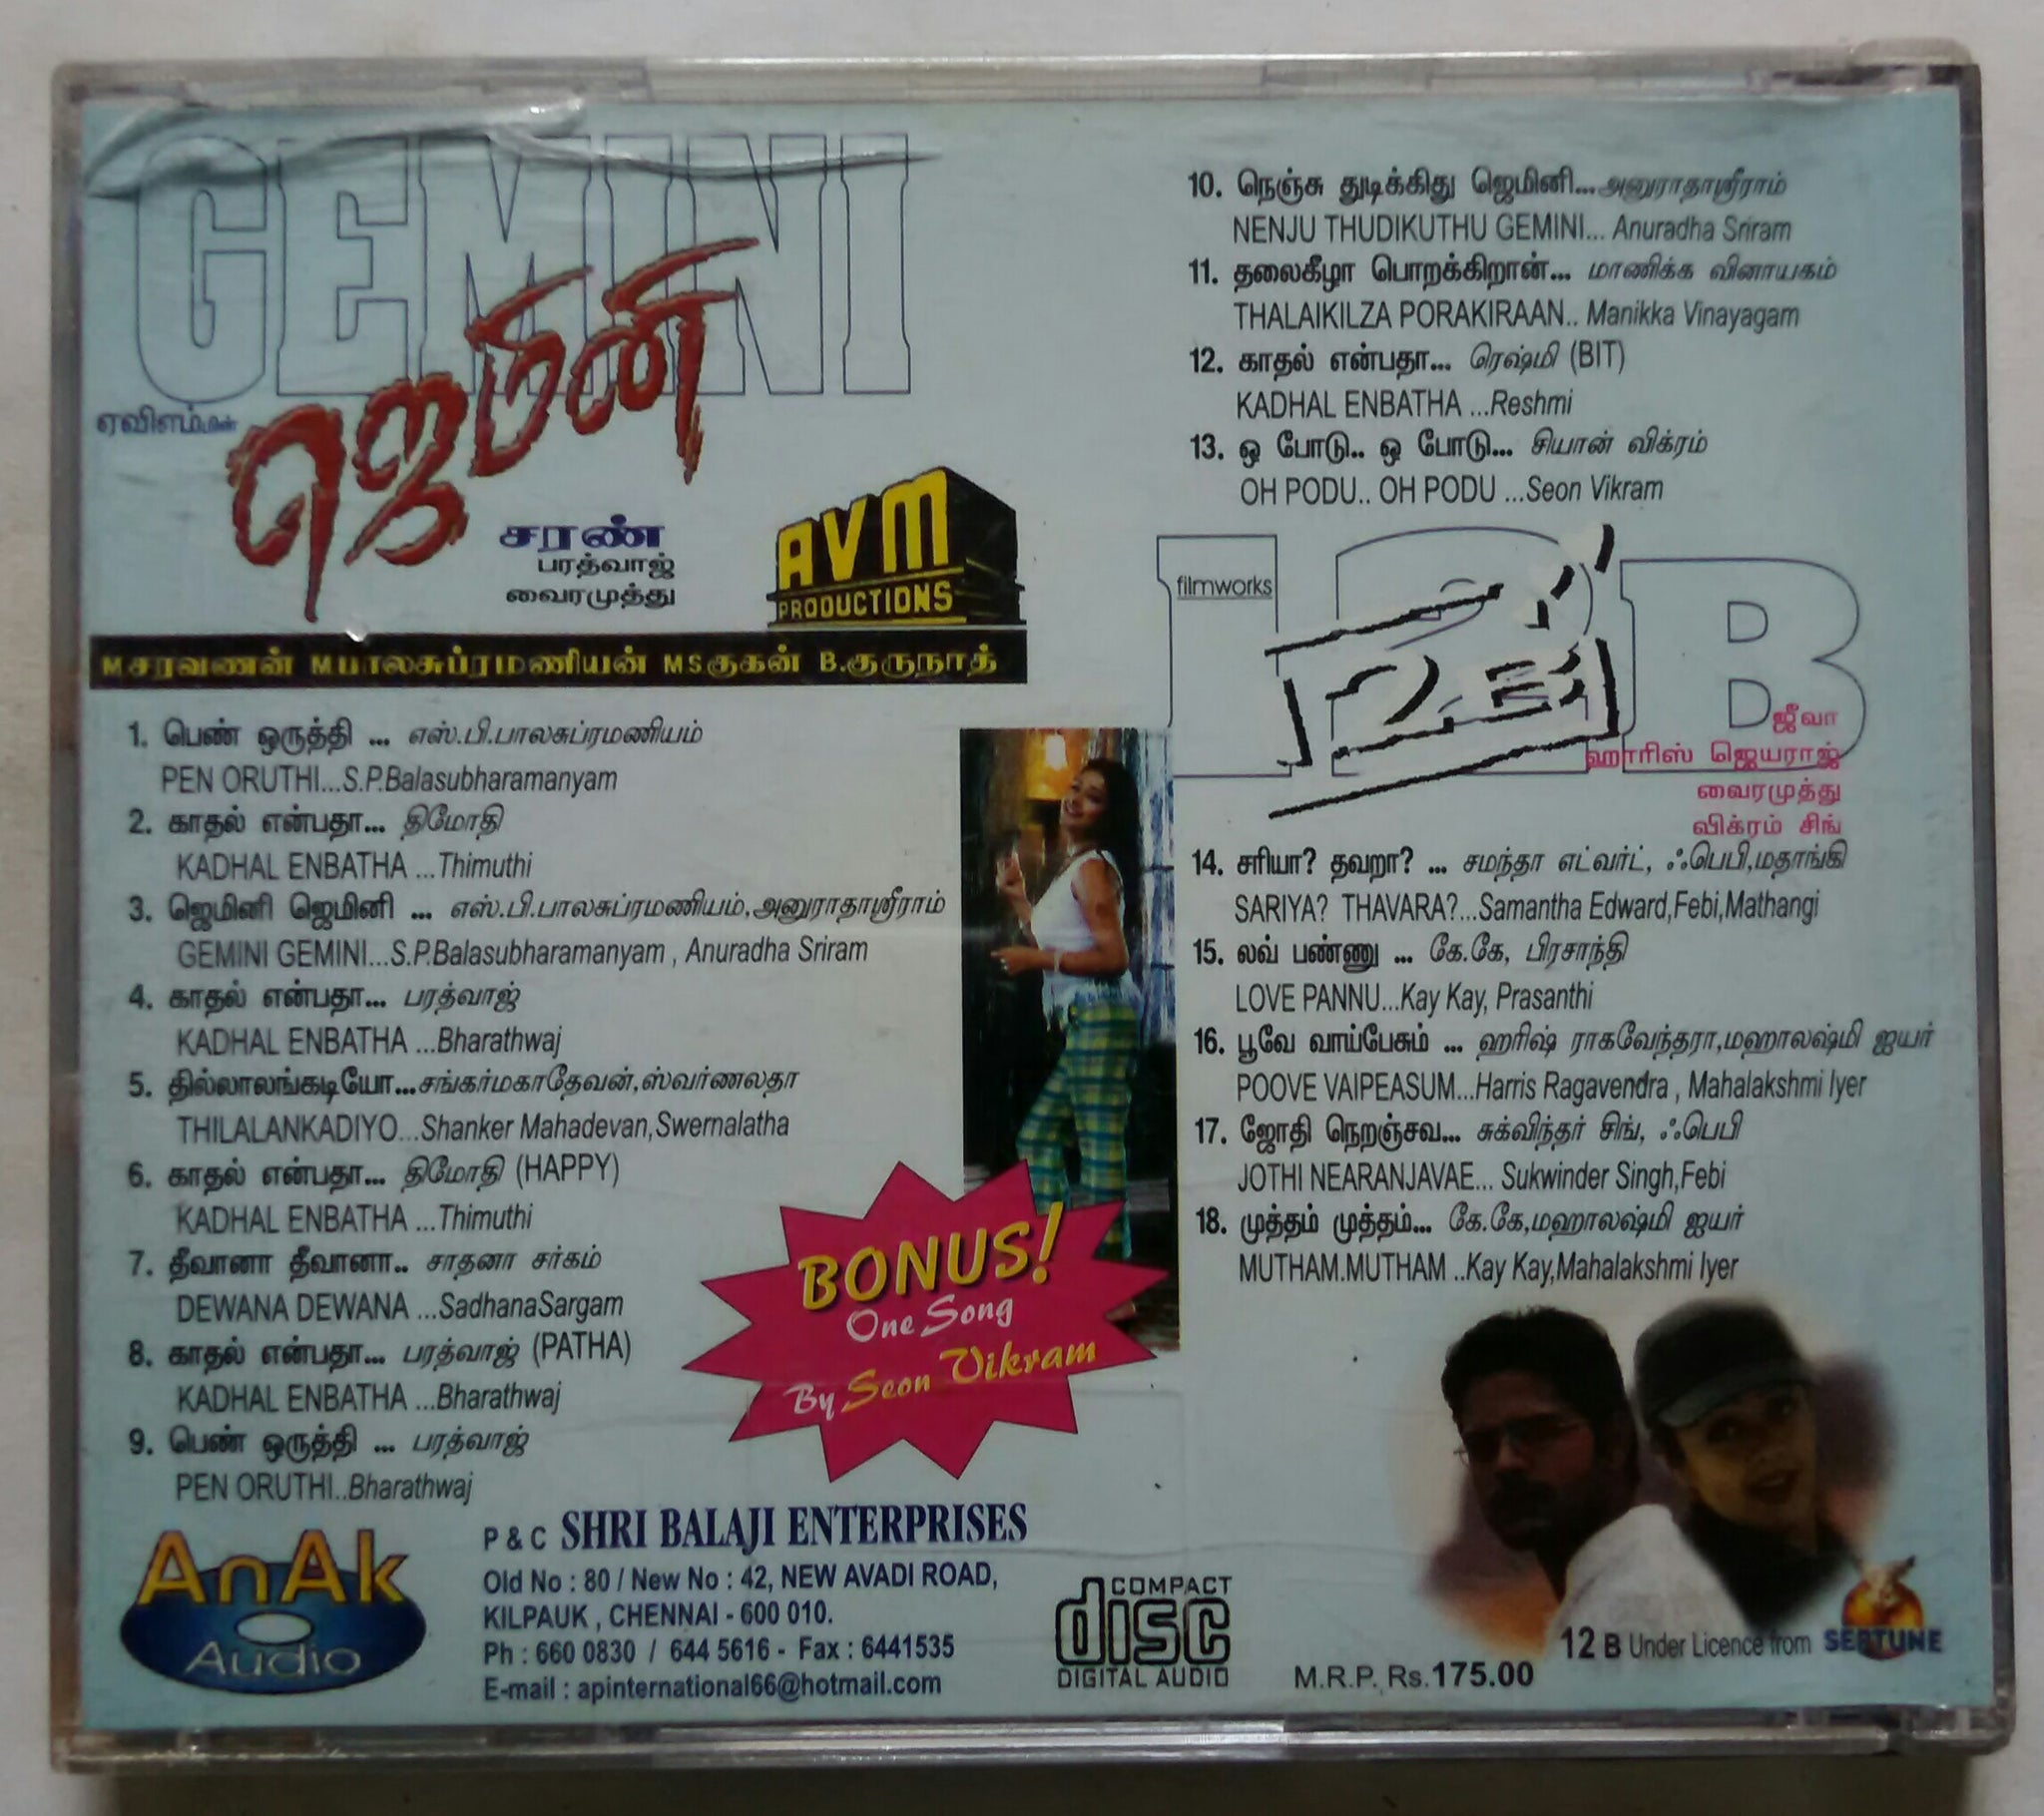 GEMINI
ஏவிஎம்மின்
ஜெமினி
சரண்
பரத்வாஜ்
வைரமுத்து
AVM
PRODUCTIONS
M சரவணன் M பாலசுப்ரமணியன் MS குகன் B.குருநாத்
1. பெண் ஒருத்தி ... எஸ்.பி.பாலசுப்ரமணியம்
PEN ORUTHI...S.P.Balasubharamanyam
2. காதல் என்பதா... திமோதி
KADHAL ENBATHA ...Thimuthi
3. ஜெமினி ஜெமினி ... எஸ்.பி.பாலசுப்ரமணியம்,அனுராதாஸ்ரீராம்
GEMINI GEMINI...S.P.Balasubharamanyam , Anuradha Sriram
4. காதல் என்பதா... பரத்வாஜ்
KADHAL ENBATHA ...Bharathwaj
5. தில்லாலங்கடியோ...சங்கர்மகாதேவன்,ஸ்வர்ணலதா
THILALANKADIYO...Shanker Mahadevan,Swernalatha
6. காதல் என்பதா... திமோதி (HAPPY)
KADHAL ENBATHA ...Thimuthi
7. தீவானா தீவானா.. சாதனா சர்கம்
DEWANA DEWANA ...SadhanaSargam
8. காதல் என்பதா... பரத்வாஜ் (PATHA)
KADHAL ENBATHA ...Bharathwaj
9. பெண் ஒருத்தி ... பரத்வாஜ்
PEN ORUTHI..Bharathwaj
BONUS!
One Song
By Seon Vikram
10. நெஞ்சு துடிக்கிது ஜெமினி...அனுராதாஸ்ரீராம்
NENJU THUDIKUTHU GEMINI... Anuradha Sriram
11. தலைகீழா பொறக்கிறான்... மாணிக்க வினாயகம்
THALAIKILZA PORAKIRAAN.. Manikka Vinayagam
12. காதல் என்பதா... ரெஷ்மி (BIT)
KADHAL ENBATHA ...Reshmi
13. ஒ போடு.. ஒ போடு... சியான் விக்ரம்
OH PODU.. OH PODU ...Seon Vikram
12B
filmworks
12B
ஜீவா
ஹாரிஸ் ஜெயராஜ்
வைரமுத்து
விக்ரம் சிங்
14. சரியா? தவறா? ... சமந்தா எட்வர்ட், ஃபெபி,மதாங்கி
SARIYA? THAVARA?...Samantha Edward,Febi,Mathangi
15. லவ் பண்ணு ... கே.கே, பிரசாந்தி
LOVE PANNU...Kay Kay, Prasanthi
16. பூவே வாய்பேசும் ... ஹரிஷ் ராகவேந்தரா,மஹாலஷ்மி ஐயர்
POOVE VAIPEASUM...Harris Ragavendra , Mahalakshmi Iyer
17. ஜோதி நெறஞ்சவ... சுக்விந்தர் சிங், ஃபெபி
JOTHI NEARANJAVAE... Sukwinder Singh,Febi
18. முத்தம் முத்தம்... கே.கே,மஹாலஷ்மி ஐயர்
MUTHAM.MUTHAM ..Kay Kay,Mahalakshmi Iyer
AnAk
Audio
P & C SHRI BALAJI ENTERPRISES
Old No : 80 / New No : 42, NEW AVADI ROAD,
KILPAUK , CHENNAI - 600 010.
Ph : 660 0830 / 644 5616 - Fax : 6441535
E-mail : apinternational66@hotmail.com
COMPACT
disc
DIGITAL AUDIO
12 B Under Licence from SEPTUNE
M.R.P. Rs.175.00